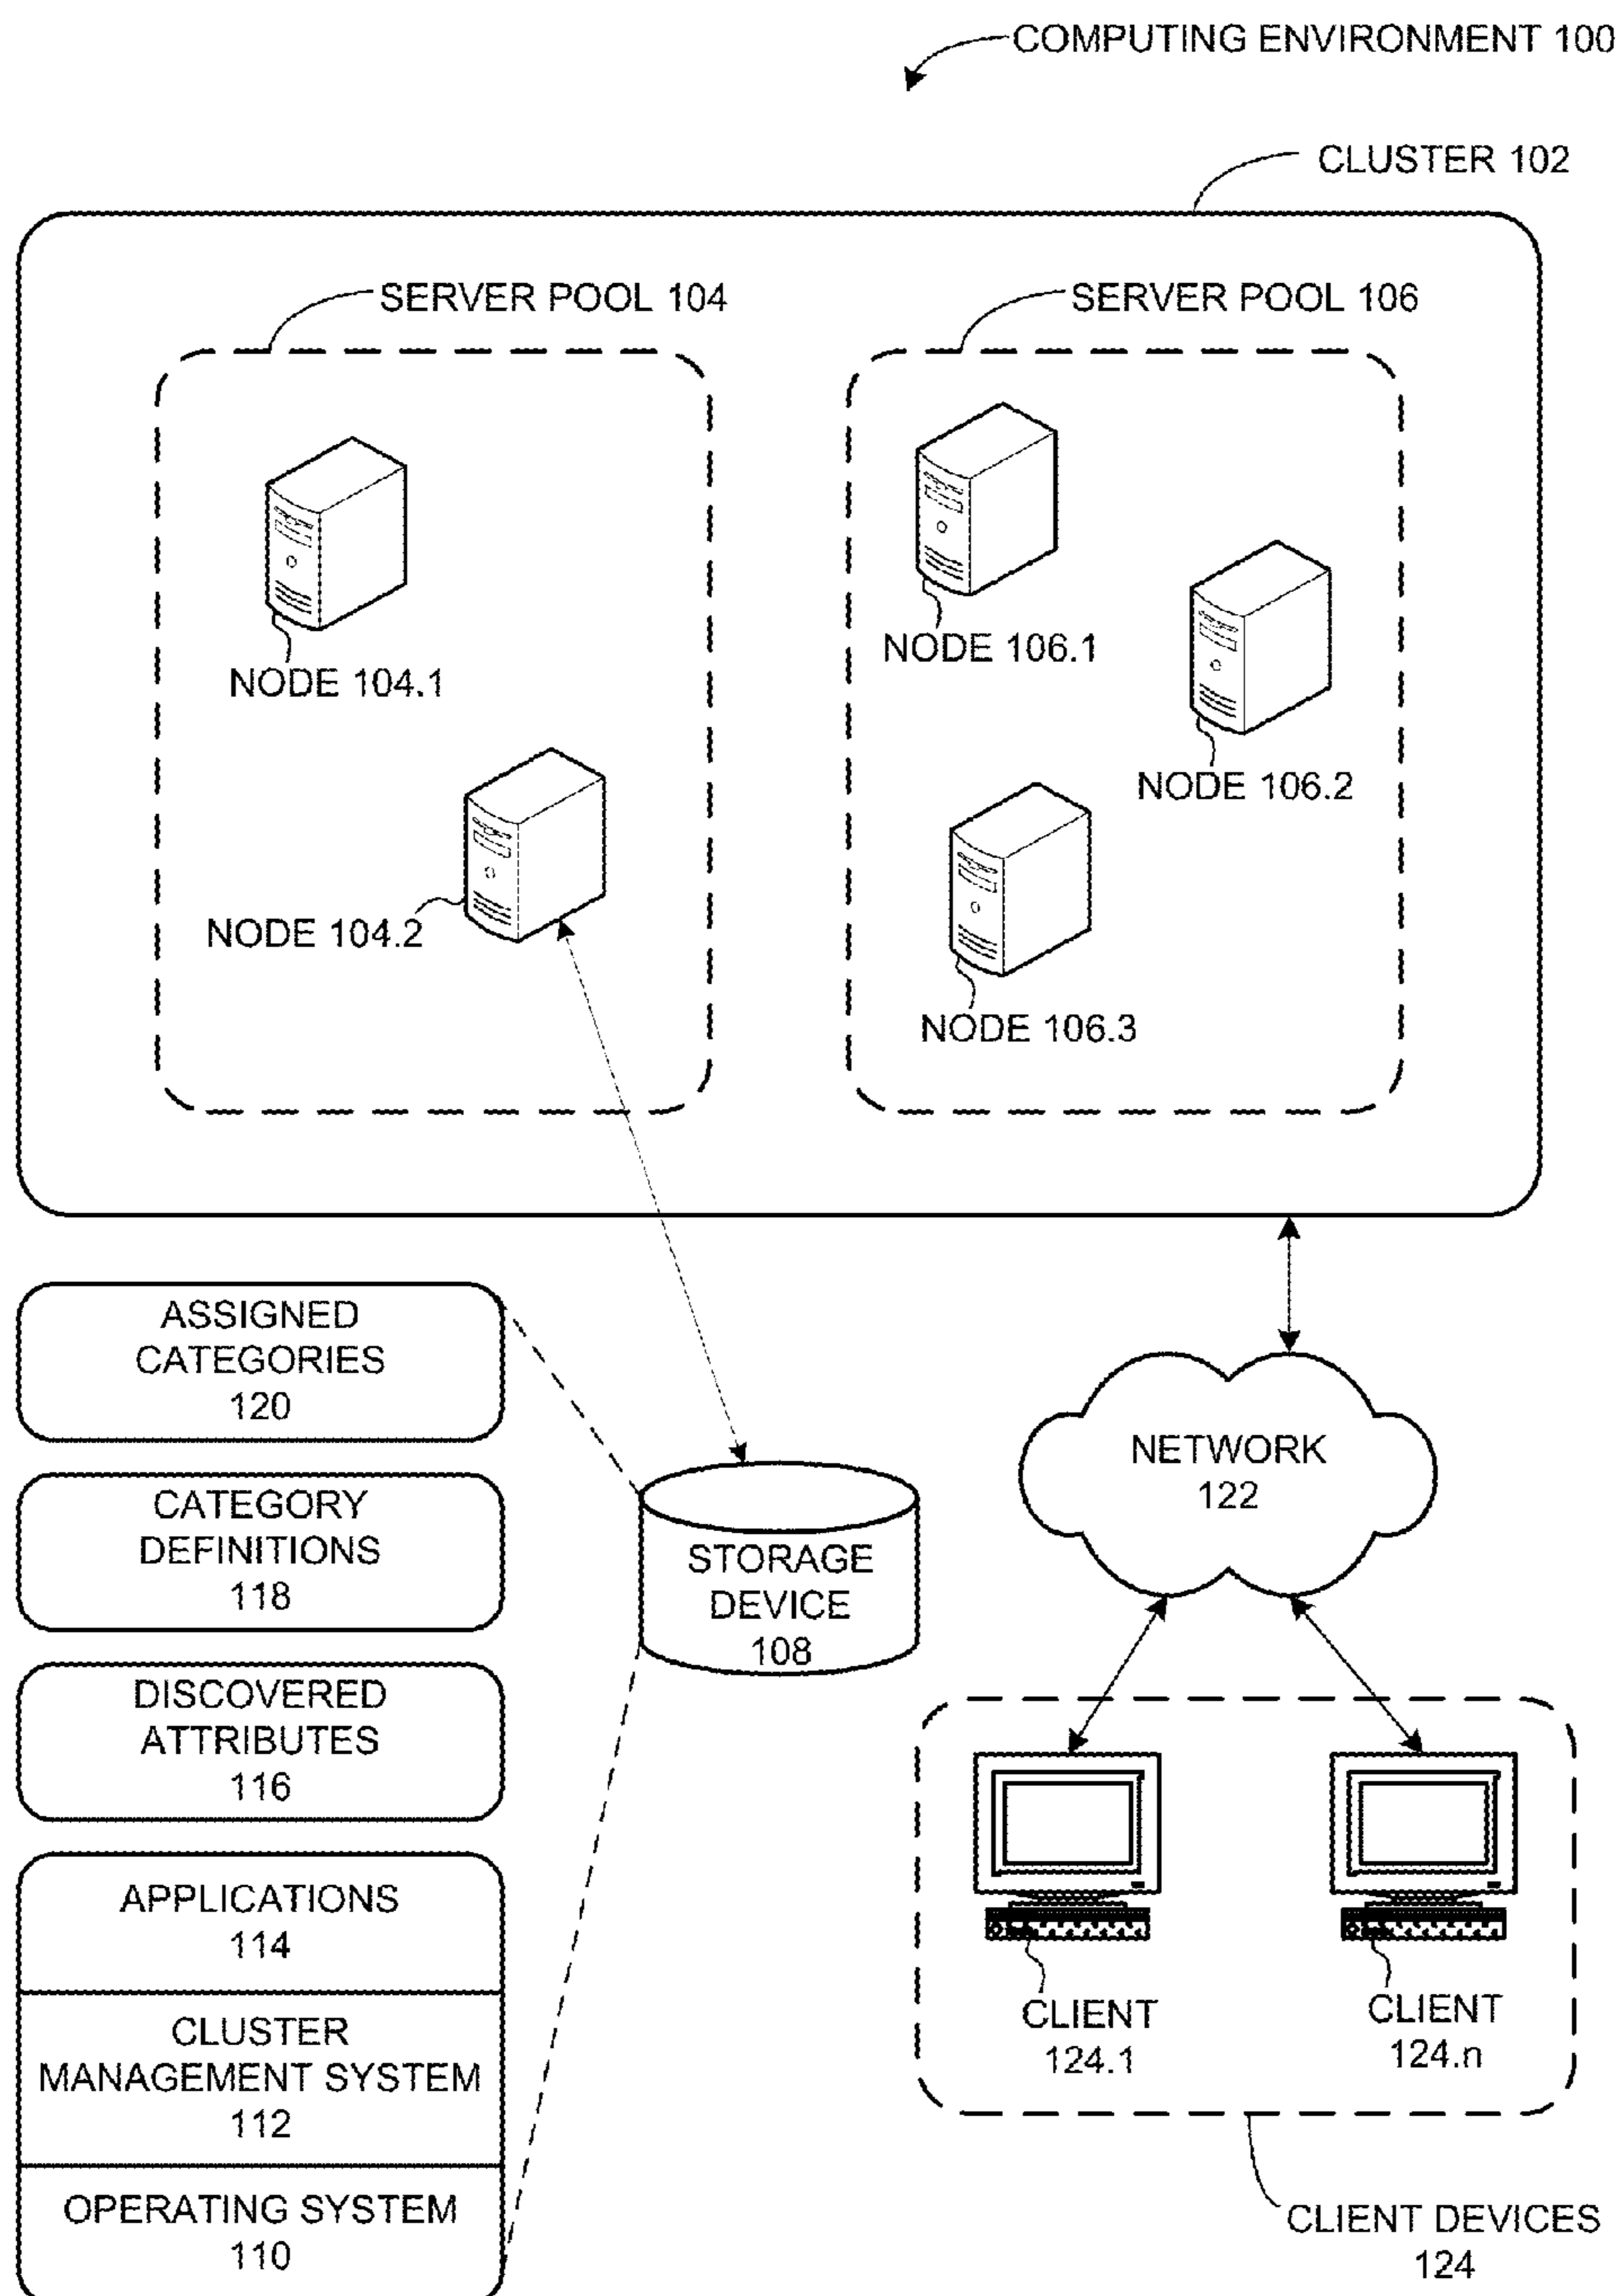 COMPUTING ENVIRONMENT 100
CLUSTER 102
SERVER POOL 104
SERVER POOL 106
NODE 104.1
NODE 104.2
NODE 106.1
NODE 106.2
NODE 106.3
ASSIGNED
CATEGORIES
120
CATEGORY
DEFINITIONS
118
DISCOVERED
ATTRIBUTES
116
APPLICATIONS
114
CLUSTER
MANAGEMENT SYSTEM
112
OPERATING SYSTEM
110
STORAGE
DEVICE
108
NETWORK
122
CLIENT
124.1
CLIENT
124.n
CLIENT DEVICES
124